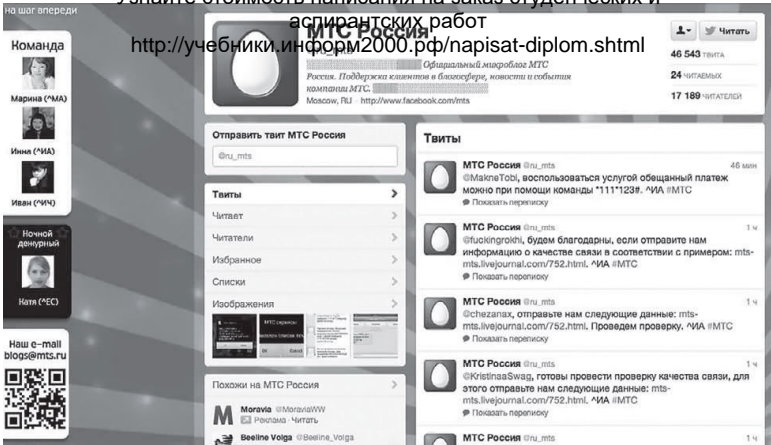 Узнайте стоимость написания на заказ студенческих и
аспирантских работ
http://учебники.информ2000.рф/napisat-diplom.shtml
на шаг впереди
Команда
Марина (^МА)
Инна (^ИА)
Иван (^ИЧ)
Ночной
дежурный
Катя (^ЕС)
Наш e-mail
blogs@mts.ru
МТС Россия
@ru_mts
Официальный микроблог МТС
Россия. Поддержка клиентов в блогосфере, новости и события
компании МТС.
Moscow, RU · http://www.facebook.com/mts
Читать
46 543 ТВИТА
24 ЧИТАЕМЫХ
17 189 ЧИТАТЕЛЕЙ
Отправить твит МТС Россия
@ru_mts
Твиты
Читает
Читатели
Избранное
Списки
Изображения
МТС сервисы
Похожи на МТС Россия
Moravia @MoraviaWW
Реклама · Читать
Beeline Volga @Beeline_Volga
Твиты
МТС Россия @ru_mts 46 мин
@MakneTobi, воспользоваться услугой обещанный платеж
можно при помощи команды *111*123#. ^ИА #МТС
Показать переписку
МТС Россия @ru_mts 1 ч
@fuckingrokhi, будем благодарны, если отправите нам
информацию о качестве связи в соответствии с примером: mts-
mts.livejournal.com/752.html. ^ИА #МТС
Показать переписку
МТС Россия @ru_mts 1 ч
@chezanax, отправьте нам следующие данные: mts-
mts.livejournal.com/752.html. Проведем проверку. ^ИА #МТС
Показать переписку
МТС Россия @ru_mts 1 ч
@KristinaaSwag, готовы провести проверку качества связи, для
этого отправьте нам следующие данные: mts-
mts.livejournal.com/752.html. ^ИА #МТС
Показать переписку
МТС Россия @ru_mts 1 ч